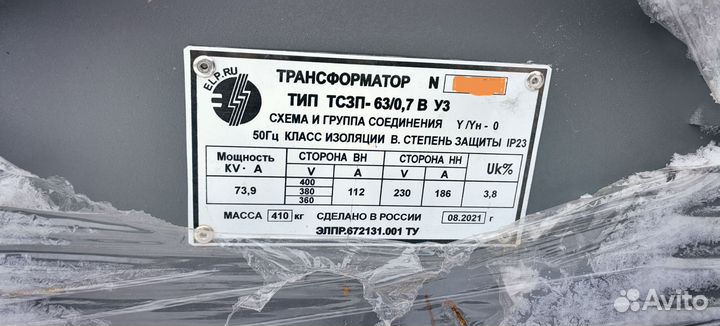 ELP.RU
ТРАНСФОРМАТОР N
ТИП ТСЗП-63/0,7 В У3
СХЕМА И ГРУППА СОЕДИНЕНИЯ Y/Yн - 0
50Гц КЛАСС ИЗОЛЯЦИИ В. СТЕПЕНЬ ЗАЩИТЫ IP23
Мощность СТОРОНА ВН СТОРОНА НН Uk%
KV·A V A V A
73,9 400 380 360 112 230 186 3,8
МАССА 410 кг СДЕЛАНО В РОССИИ 08.2021 г
ЭЛПР.672131.001 ТУ
Avito